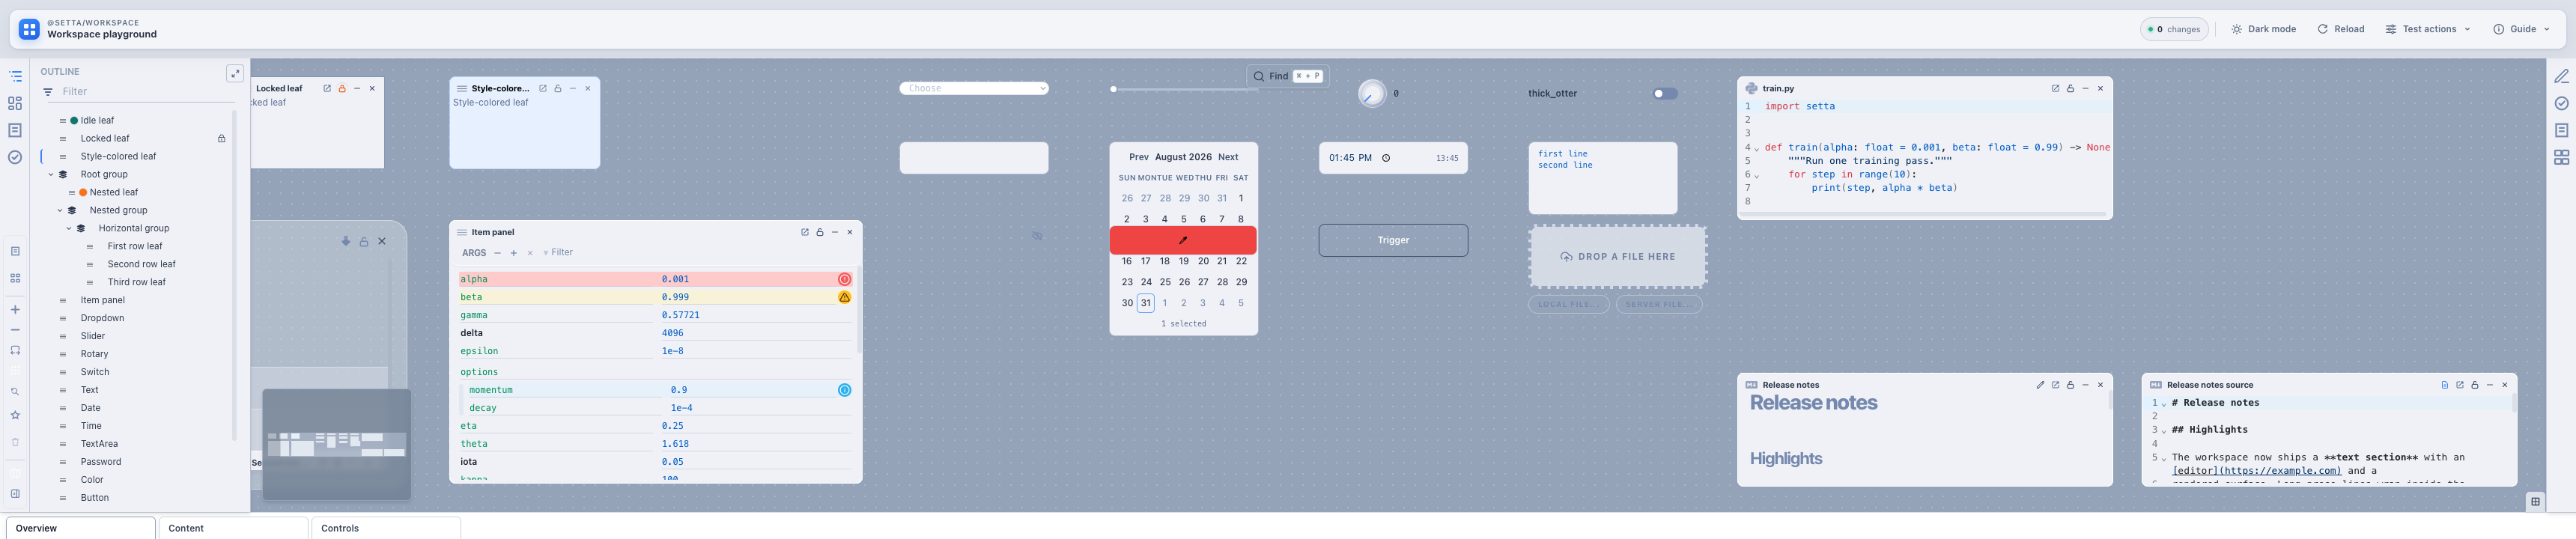 @SETTA/WORKSPACE
Workspace playground
0 changes
Dark mode
Reload
Test actions
Guide
OUTLINE
Filter
Idle leaf
Locked leaf
Style-colored leaf
Root group
Nested leaf
Nested group
Horizontal group
First row leaf
Second row leaf
Third row leaf
Item panel
Dropdown
Slider
Rotary
Switch
Text
Date
Time
TextArea
Password
Color
Button
Locked leaf
cked leaf
Se
Style-colore...
Style-colored leaf
Item panel
ARGS
Filter
alpha 0.001
beta 0.999
gamma 0.57721
delta 4096
epsilon 1e-8
options
momentum 0.9
decay 1e-4
eta 0.25
theta 1.618
iota 0.05
kappa 100
Choose
Find ⌘ + P
Prev August 2026 Next
SUN MON TUE WED THU FRI SAT
26 27 28 29 30 31 1
2 3 4 5 6 7 8
16 17 18 19 20 21 22
23 24 25 26 27 28 29
30 31 1 2 3 4 5
1 selected
0
01:45 PM 13:45
Trigger
thick_otter
first line
second line
DROP A FILE HERE
LOCAL FILE...
SERVER FILE...
train.py
1 import setta
2
3
4 def train(alpha: float = 0.001, beta: float = 0.99) -> None
5 """Run one training pass."""
6 for step in range(10):
7 print(step, alpha * beta)
8
Release notes
Release notes
Highlights
Release notes source
1 # Release notes
2
3 ## Highlights
4
5 The workspace now ships a **text section** with an
[editor](https://example.com) and a
Overview
Content
Controls